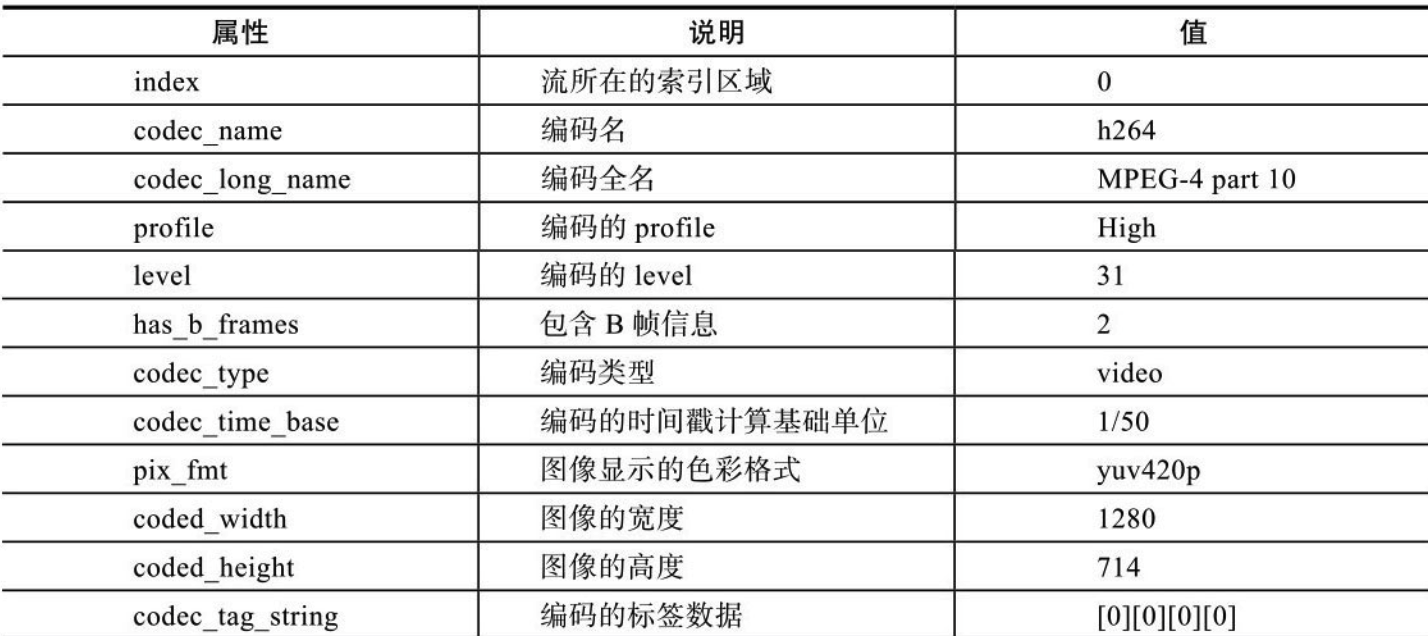 属性 说明 值
index 流所在的索引区域 0
codec_name 编码名 h264
codec_long_name 编码全名 MPEG-4 part 10
profile 编码的 profile High
level 编码的 level 31
has_b_frames 包含 B 帧信息 2
codec_type 编码类型 video
codec_time_base 编码的时间戳计算基础单位 1/50
pix_fmt 图像显示的色彩格式 yuv420p
coded_width 图像的宽度 1280
coded_height 图像的高度 714
codec_tag_string 编码的标签数据 [0][0][0][0]